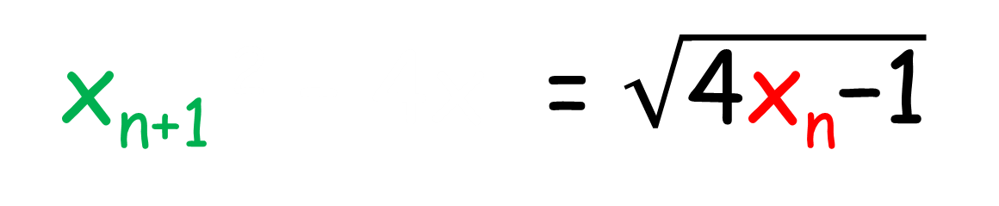 xₙ₊₁ = √4xₙ−1